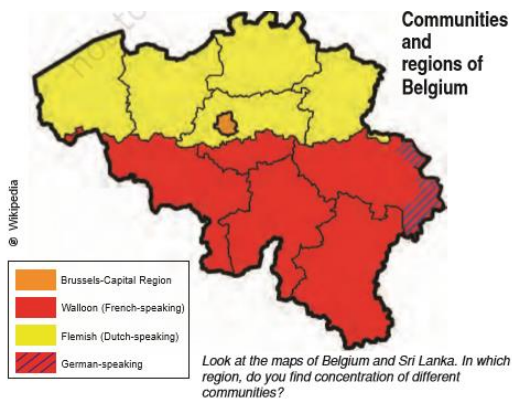 Communities
and
regions of
Belgium
© Wikipedia
Brussels-Capital Region
Walloon (French-speaking)
Flemish (Dutch-speaking)
German-speaking
Look at the maps of Belgium and Sri Lanka. In which
region, do you find concentration of different
communities?